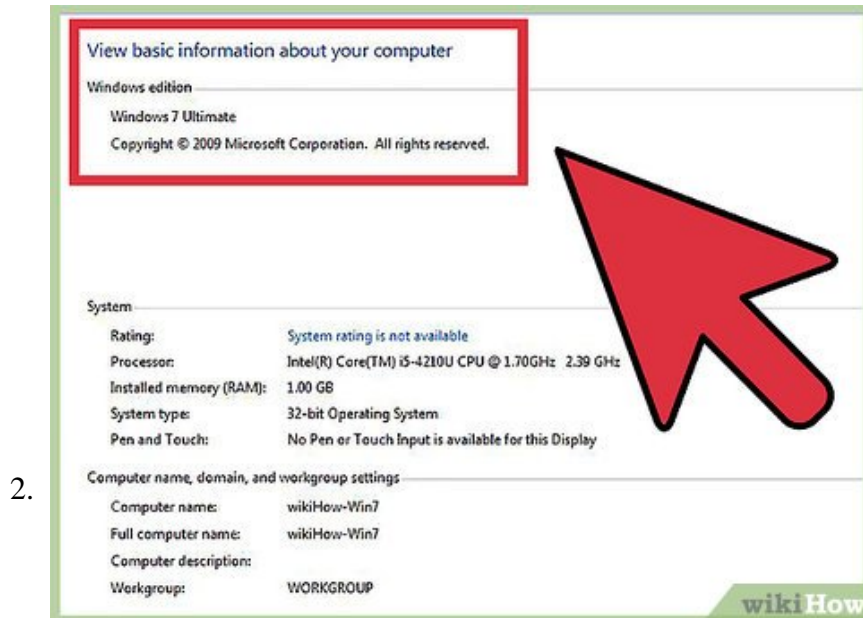 View basic information about your computer
Windows edition
Windows 7 Ultimate
Copyright © 2009 Microsoft Corporation. All rights reserved.
System
Rating: System rating is not available
Processor: Intel(R) Core(TM) i5-4210U CPU @ 1.70GHz 2.39 GHz
Installed memory (RAM): 1.00 GB
System type: 32-bit Operating System
Pen and Touch: No Pen or Touch Input is available for this Display
2.
Computer name, domain, and workgroup settings
Computer name: wikiHow-Win7
Full computer name: wikiHow-Win7
Computer description:
Workgroup: WORKGROUP
wikiHow